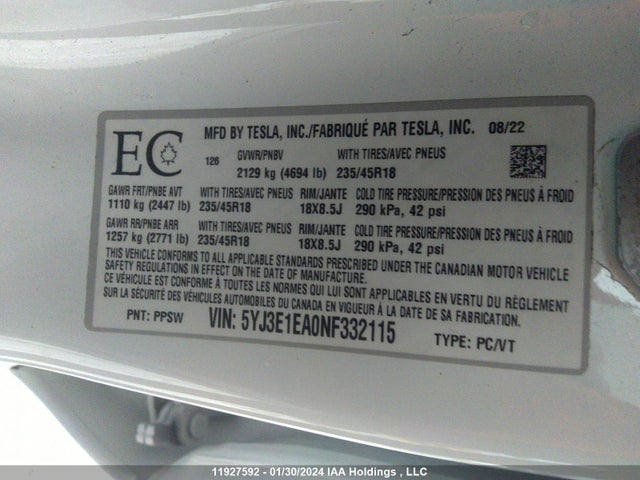 EC
MFD BY TESLA, INC./FABRIQUÉ PAR TESLA, INC. 08/22
126 GVWR/PNBV WITH TIRES/AVEC PNEUS
2129 kg (4694 lb) 235/45R18
GAWR FRT/PNBE AVT WITH TIRES/AVEC PNEUS RIM/JANTE COLD TIRE PRESSURE/PRESSION DES PNEUS À FROID
1110 kg (2447 lb) 235/45R18 18X8.5J 290 kPa, 42 psi
GAWR RR/PNBE ARR WITH TIRES/AVEC PNEUS RIM/JANTE COLD TIRE PRESSURE/PRESSION DES PNEUS À FROID
1257 kg (2771 lb) 235/45R18 18X8.5J 290 kPa, 42 psi
THIS VEHICLE CONFORMS TO ALL APPLICABLE STANDARDS PRESCRIBED UNDER THE CANADIAN MOTOR VEHICLE
SAFETY REGULATIONS IN EFFECT ON THE DATE OF MANUFACTURE.
CE VÉHICULE EST CONFORME À TOUTES LES NORMES QUI LUI SONT APPLICABLES EN VERTU DU RÈGLEMENT
SUR LA SÉCURITÉ DES VÉHICULES AUTOMOBILES DU CANADA EN VIGUEUR À LA DATE DE SA FABRICATION.
PNT: PPSW VIN: 5YJ3E1EA0NF332115 TYPE: PC/VT
11927592 - 01/30/2024 IAA Holdings , LLC